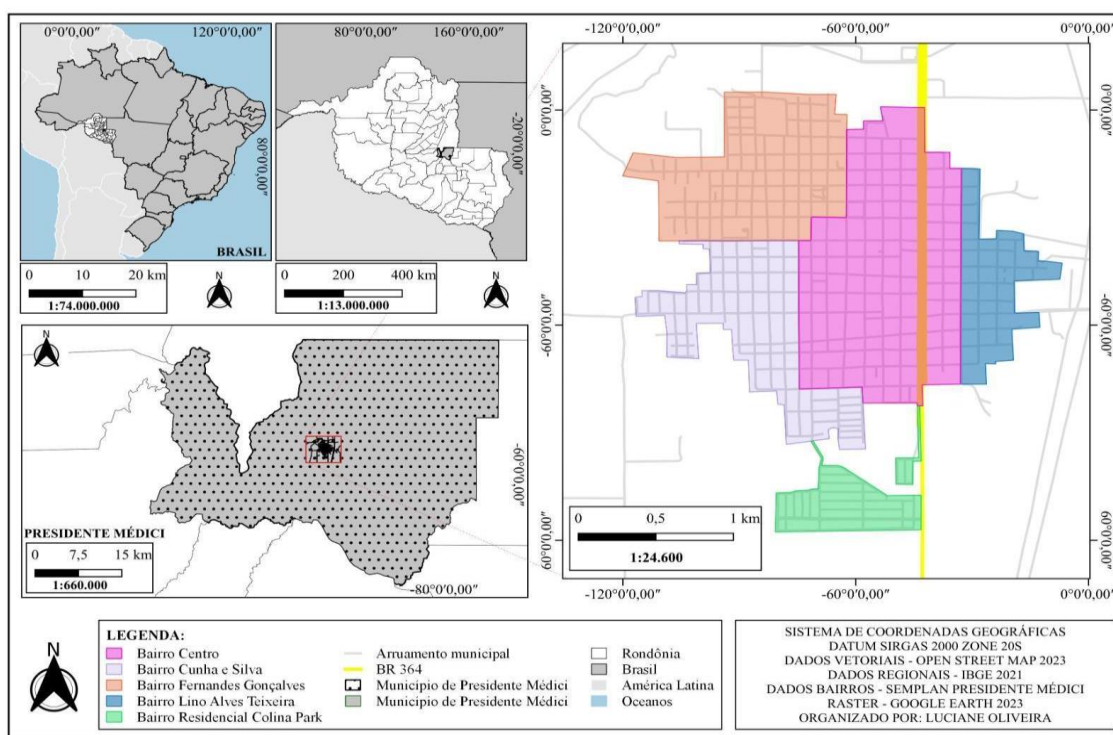 0°0′0,00″ 120°0′0,00″
80°0′0,00″
BRASIL
0 10 20 km
1:74.000.000
N
80°0′0,00″ 160°0′0,00″
-20°0′0,00″
0 200 400 km
1:13.000.000
N
N
-60°0′0,00″
-80°0′0,00″
PRESIDENTE MÉDICI
0 7,5 15 km
1:660.000
-120°0′0,00″ -60°0′0,00″ 0°0′0,00″
0°0′0,00″ 0°0′0,00″
-60°0′0,00″ -60°0′0,00″
60°0′0,00″ 60°0′0,00″
0 0,5 1 km
1:24.600
-120°0′0,00″ -60°0′0,00″ 0°0′0,00″
N
LEGENDA:
Bairro Centro
Bairro Cunha e Silva
Bairro Fernandes Gonçalves
Bairro Lino Alves Teixeira
Bairro Residencial Colina Park
Arruamento municipal
BR 364
Município de Presidente Médici
Município de Presidente Médici
Rondônia
Brasil
América Latina
Oceanos
SISTEMA DE COORDENADAS GEOGRÁFICAS
DATUM SIRGAS 2000 ZONE 20S
DADOS VETORIAIS - OPEN STREET MAP 2023
DADOS REGIONAIS - IBGE 2021
DADOS BAIRROS - SEMPLAN PRESIDENTE MÉDICI
RASTER - GOOGLE EARTH 2023
ORGANIZADO POR: LUCIANE OLIVEIRA